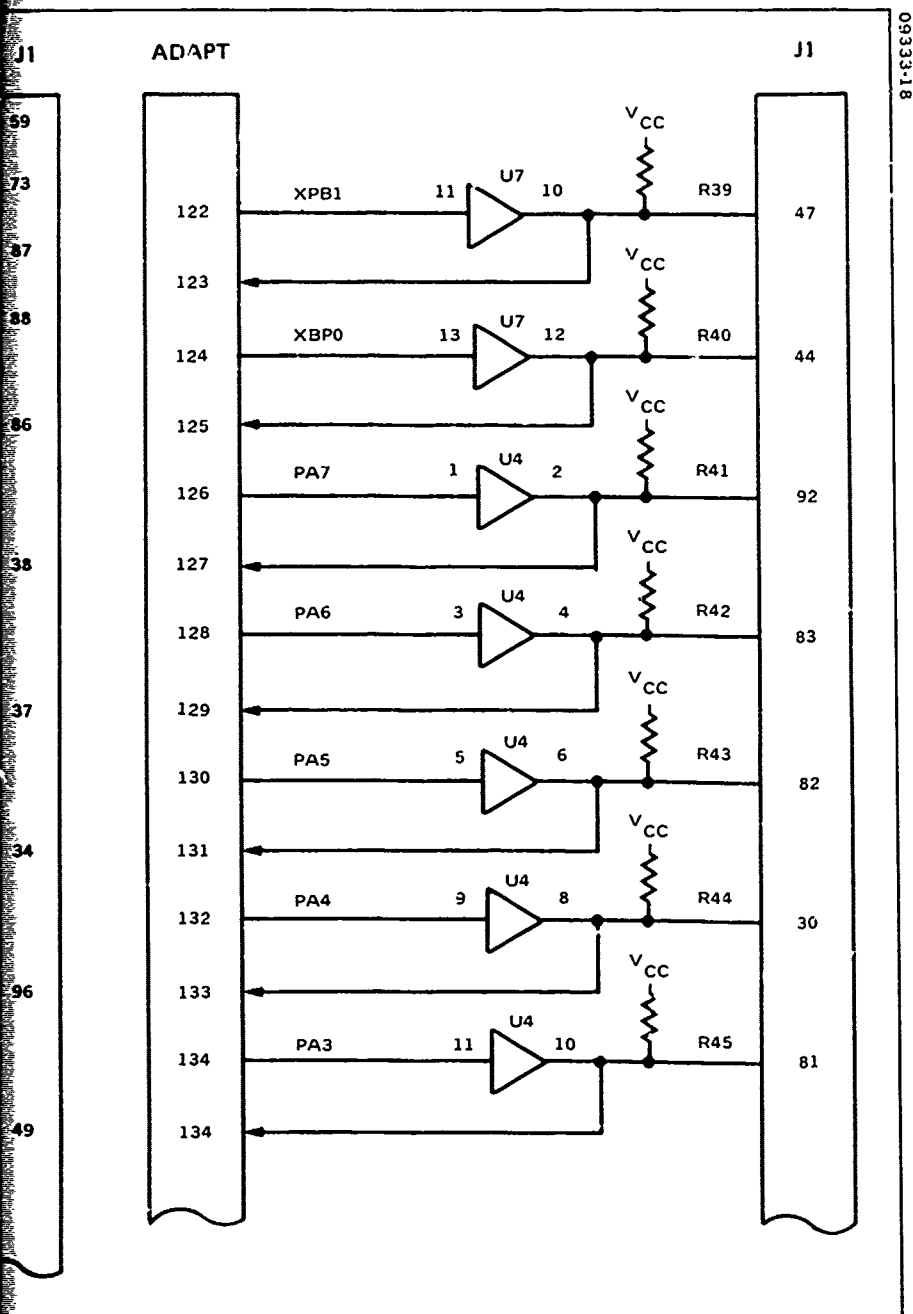 09333-18
J1 ADAPT J1
59
VCC
73
122 XPB1 11 U7 10 R39 47
87
123
VCC
88
124 XBP0 13 U7 12 R40 44
86
125
VCC
126 PA7 1 U4 2 R41 92
38
127
VCC
128 PA6 3 U4 4 R42 83
37
129
VCC
130 PA5 5 U4 6 R43 82
34
131
VCC
132 PA4 9 U4 8 R44 30
96
133
VCC
134 PA3 11 U4 10 R45 81
49
134